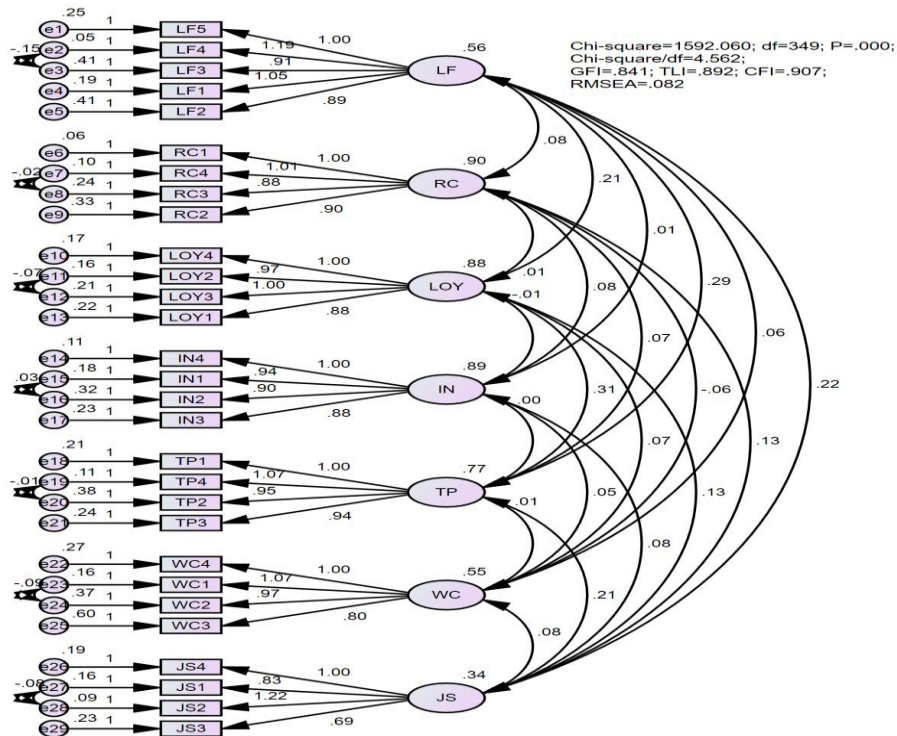 Chi-square=1592.060; df=349; P=.000;
Chi-square/df=4.562;
GFI=.841; TLI=.892; CFI=.907;
RMSEA=.082
.25
e1 1 LF5 1.00
.05
e2 1 LF4 1.19
-.15
.41
e3 1 LF3 .91
.19
e4 1 LF1 1.05
.41
e5 1 LF2 .89
.56
LF
.06
e6 1 RC1 1.00
.10
e7 1 RC4 1.01
-.02
.24
e8 1 RC3 .88
.33
e9 1 RC2 .90
.90
RC
.17
e10 1 LOY4 1.00
.16
e11 1 LOY2 .97
-.07
.21
e12 1 LOY3 1.00
.22
e13 1 LOY1 .88
.88
LOY
.11
e14 1 IN4 1.00
.18
e15 1 IN1 .94
.03
.32
e16 1 IN2 .90
.23
e17 1 IN3 .88
.89
IN
.21
e18 1 TP1 1.00
.11
e19 1 TP4 1.07
-.01
.38
e20 1 TP2 .95
.24
e21 1 TP3 .94
.77
TP
.27
e22 1 WC4 1.00
.16
e23 1 WC1 1.07
-.09
.37
e24 1 WC2 .97
.60
e25 1 WC3 .80
.55
WC
.19
e26 1 JS4 1.00
.16
e27 1 JS1 .83
-.08
.09
e28 1 JS2 1.22
.23
e29 1 JS3 .69
.34
JS
.08
.21
.01
.29
.06
.22
.01
.08
.07
-.06
.13
-.01
.31
.07
.13
.00
.05
.08
.01
.21
.08